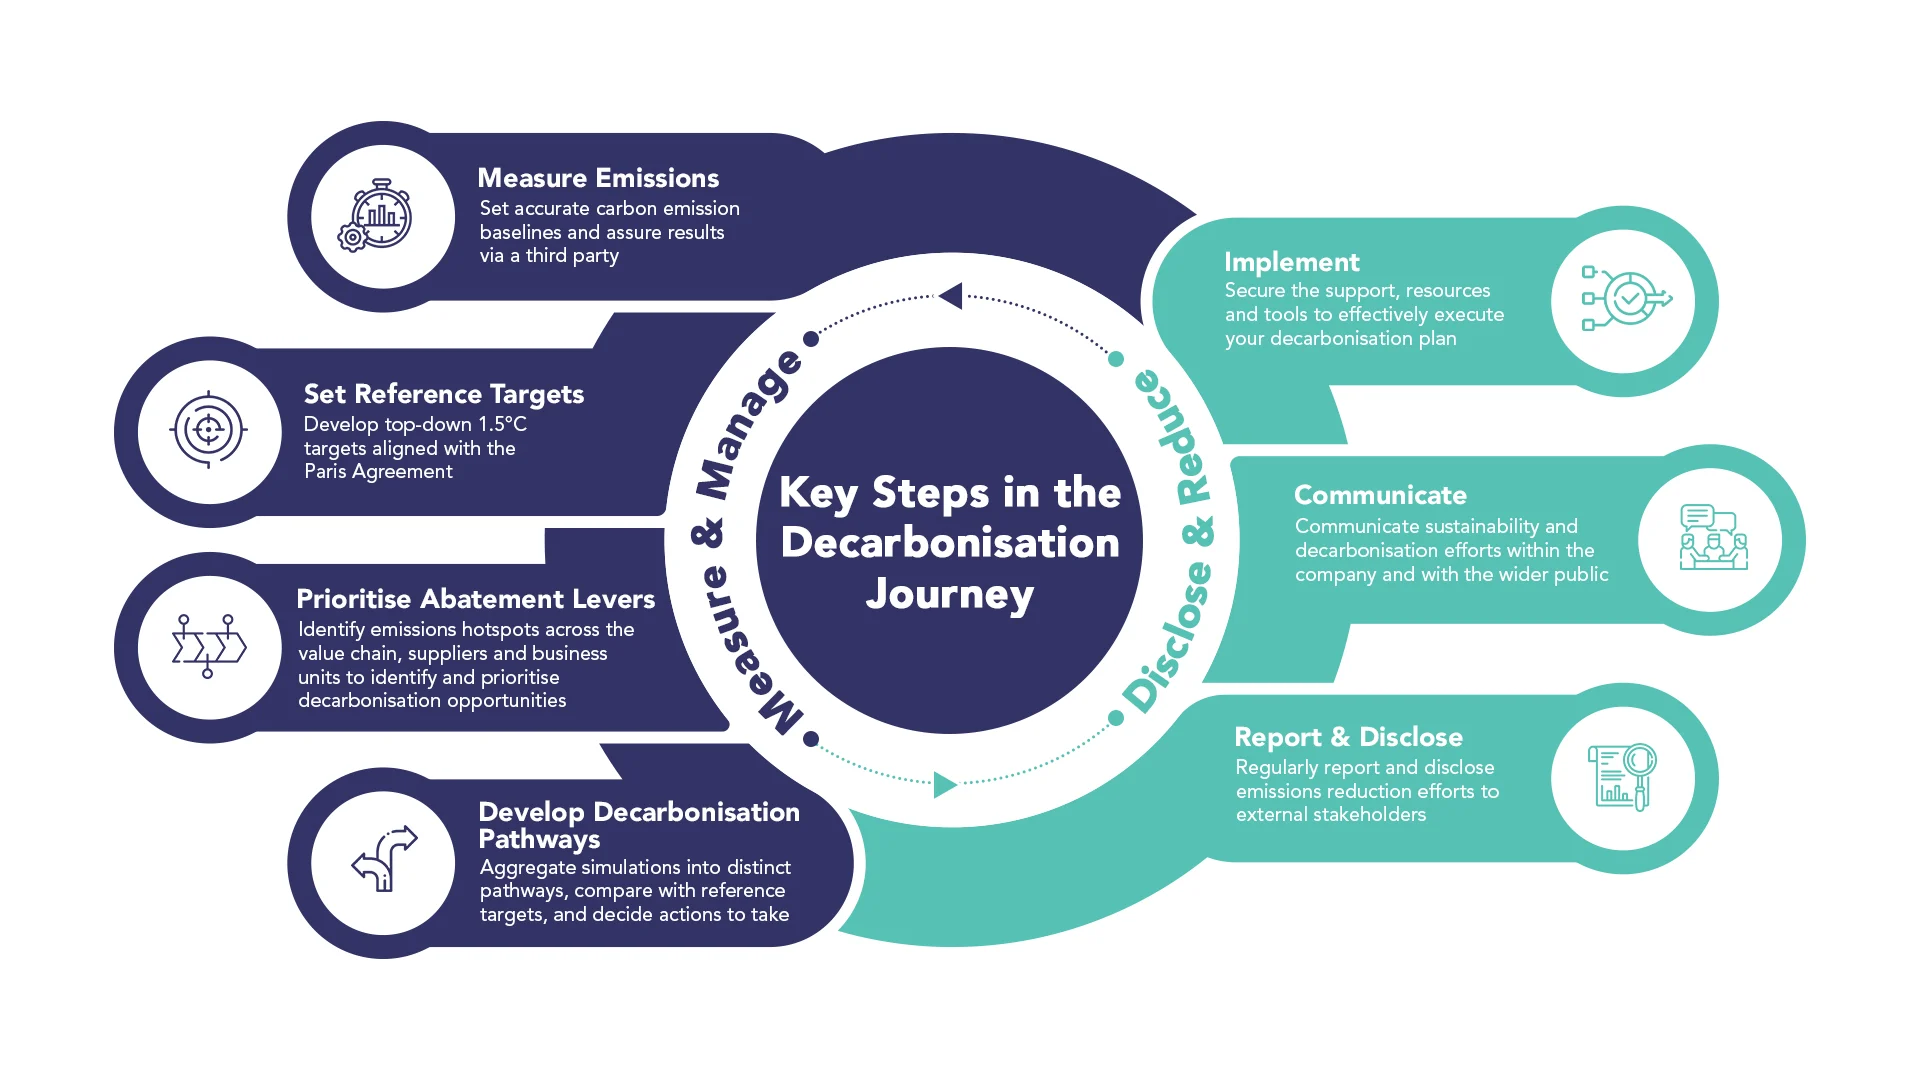 Measure Emissions
Set accurate carbon emission
baselines and assure results
via a third party
Set Reference Targets
Develop top-down 1.5°C
targets aligned with the
Paris Agreement
Prioritise Abatement Levers
Identify emissions hotspots across the
value chain, suppliers and business
units to identify and prioritise
decarbonisation opportunities
Develop Decarbonisation
Pathways
Aggregate simulations into distinct
pathways, compare with reference
targets, and decide actions to take
Measure & Manage
Key Steps in the
Decarbonisation
Journey
Disclose & Reduce
Implement
Secure the support, resources
and tools to effectively execute
your decarbonisation plan
Communicate
Communicate sustainability and
decarbonisation efforts within the
company and with the wider public
Report & Disclose
Regularly report and disclose
emissions reduction efforts to
external stakeholders